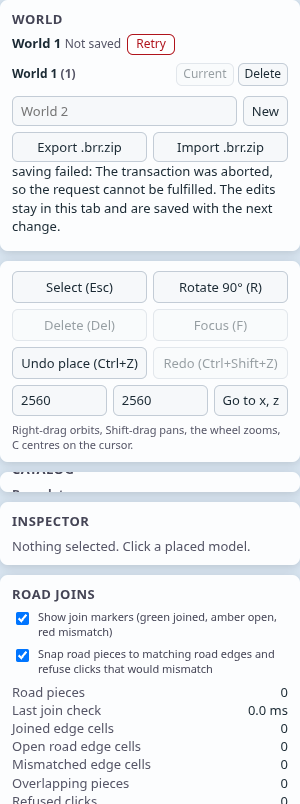 WORLD
World 1 Not saved Retry
World 1 (1) Current Delete
World 2 New
Export .brr.zip Import .brr.zip
saving failed: The transaction was aborted,
so the request cannot be fulfilled. The edits
stay in this tab and are saved with the next
change.
Select (Esc) Rotate 90° (R)
Delete (Del) Focus (F)
Undo place (Ctrl+Z) Redo (Ctrl+Shift+Z)
2560 2560 Go to x, z
Right-drag orbits, Shift-drag pans, the wheel zooms,
C centres on the cursor.
CATALOG
INSPECTOR
Nothing selected. Click a placed model.
ROAD JOINS
Show join markers (green joined, amber open,
red mismatch)
Snap road pieces to matching road edges and
refuse clicks that would mismatch
Road pieces 0
Last join check 0.0 ms
Joined edge cells 0
Open road edge cells 0
Mismatched edge cells 0
Overlapping pieces 0
Refused clicks 0